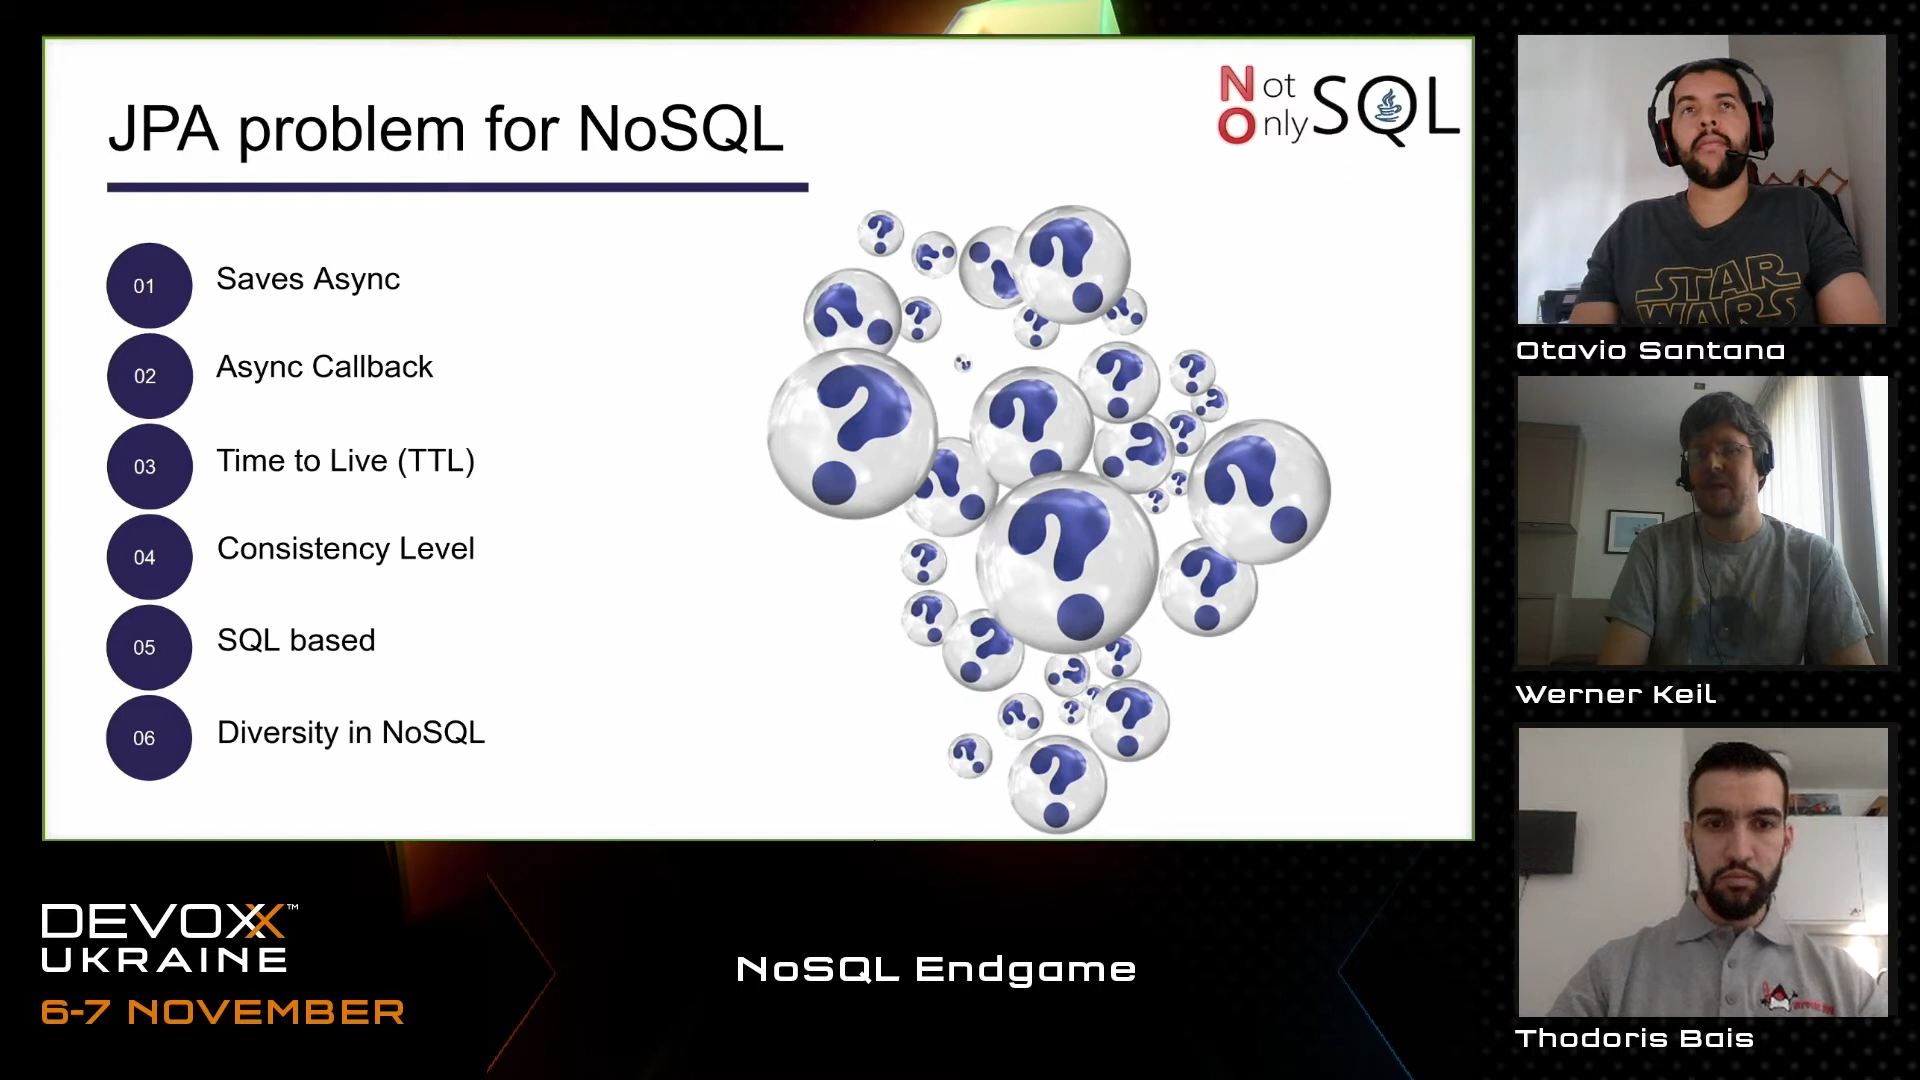 JPA problem for NoSQL
Not Only SQL
01 Saves Async
02 Async Callback
03 Time to Live (TTL)
04 Consistency Level
05 SQL based
06 Diversity in NoSQL
STAR WARS
Otavio Santana
Werner Keil
Thodoris Bais
DEVOXX™
UKRAINE
6-7 NOVEMBER
NoSQL Endgame